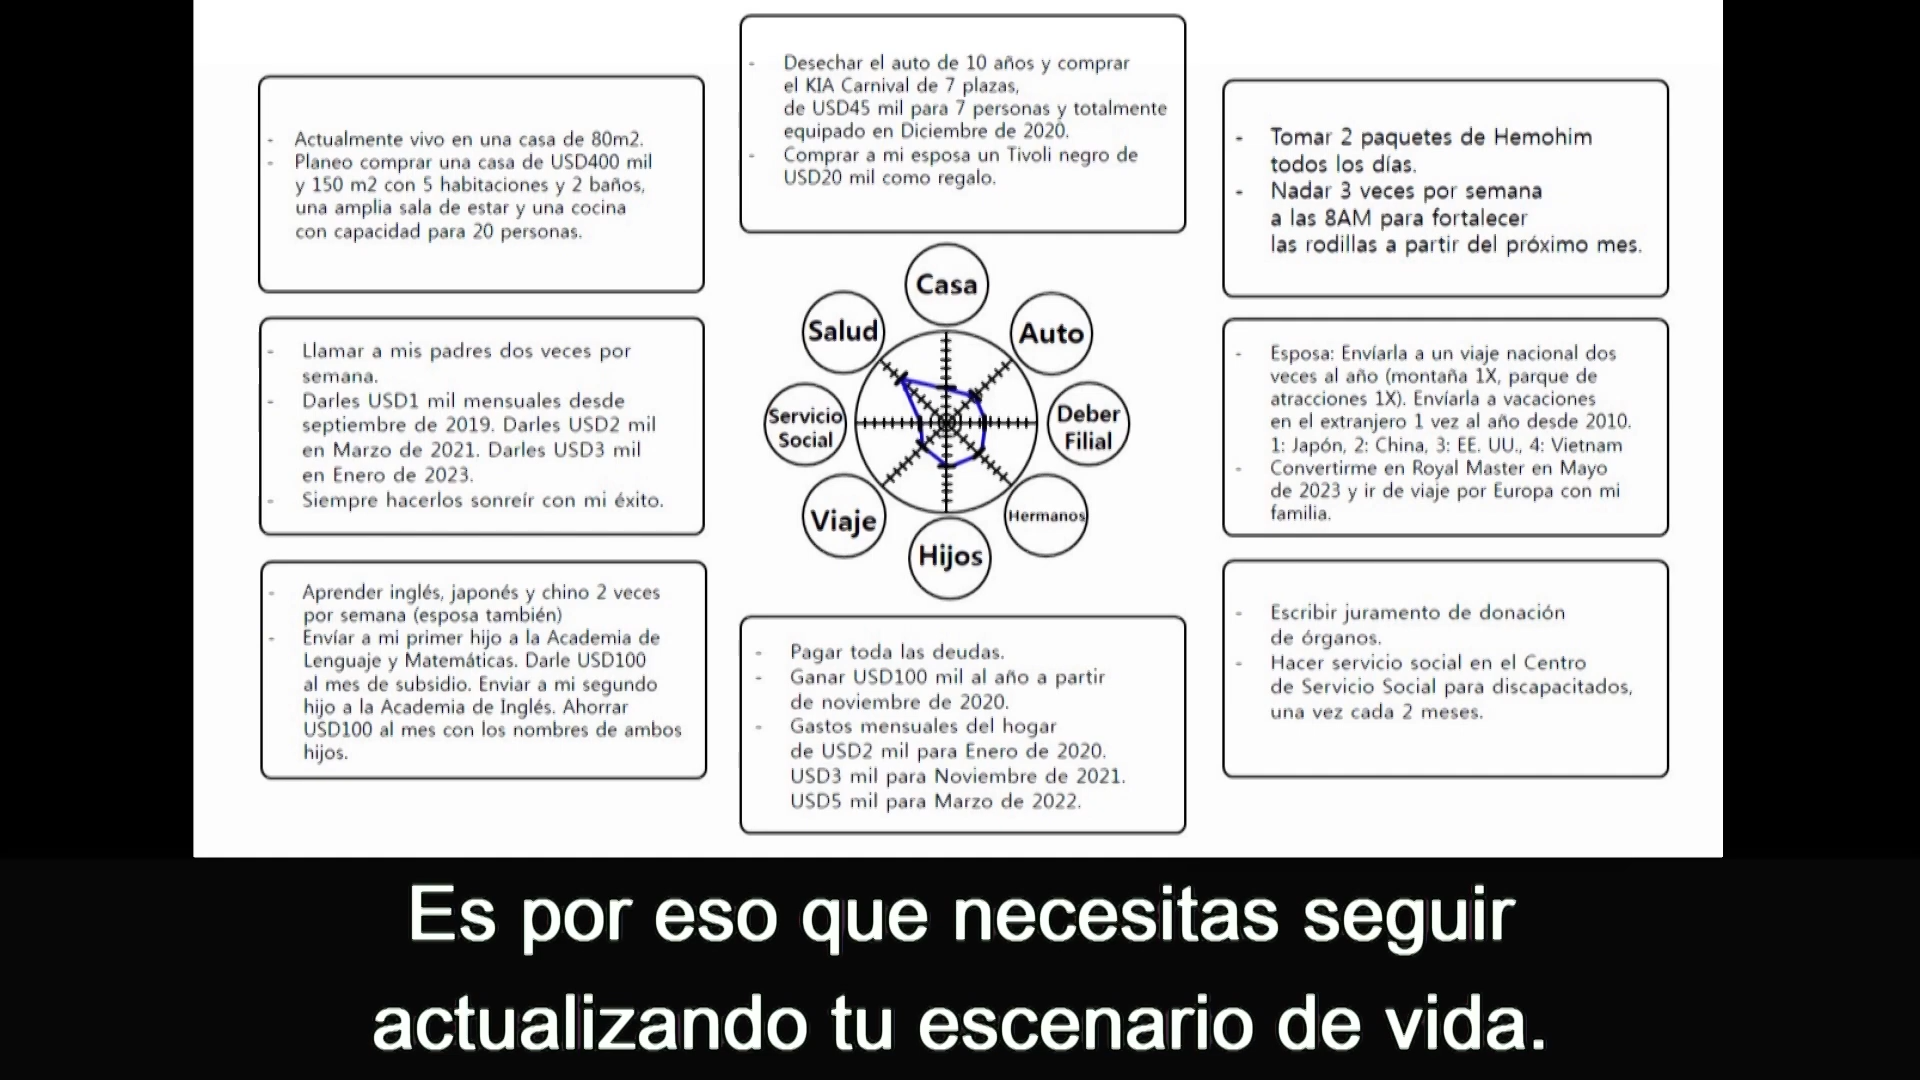 - Actualmente vivo en una casa de 80m2.
- Planeo comprar una casa de USD400 mil
y 150 m2 con 5 habitaciones y 2 baños,
una amplia sala de estar y una cocina
con capacidad para 20 personas.
- Desechar el auto de 10 años y comprar
el KIA Carnival de 7 plazas,
de USD45 mil para 7 personas y totalmente
equipado en Diciembre de 2020.
- Comprar a mi esposa un Tivoli negro de
USD20 mil como regalo.
- Tomar 2 paquetes de Hemohim
todos los días.
- Nadar 3 veces por semana
a las 8AM para fortalecer
las rodillas a partir del próximo mes.
- Llamar a mis padres dos veces por
semana.
- Darles USD1 mil mensuales desde
septiembre de 2019. Darles USD2 mil
en Marzo de 2021. Darles USD3 mil
en Enero de 2023.
- Siempre hacerlos sonreír con mi éxito.
Casa
Salud
Auto
Servicio
Social
Deber
Filial
Viaje
Hermanos
Hijos
- Esposa: Envíarla a un viaje nacional dos
veces al año (montaña 1X, parque de
atracciones 1X). Envíarla a vacaciones
en el extranjero 1 vez al año desde 2010.
1: Japón, 2: China, 3: EE. UU., 4: Vietnam
- Convertirme en Royal Master en Mayo
de 2023 y ir de viaje por Europa con mi
familia.
- Aprender inglés, japonés y chino 2 veces
por semana (esposa también)
- Envíar a mi primer hijo a la Academia de
Lenguaje y Matemáticas. Darle USD100
al mes de subsidio. Enviar a mi segundo
hijo a la Academia de Inglés. Ahorrar
USD100 al mes con los nombres de ambos
hijos.
- Pagar toda las deudas.
- Ganar USD100 mil al año a partir
de noviembre de 2020.
- Gastos mensuales del hogar
de USD2 mil para Enero de 2020.
USD3 mil para Noviembre de 2021.
USD5 mil para Marzo de 2022.
- Escribir juramento de donación
de órganos.
- Hacer servicio social en el Centro
de Servicio Social para discapacitados,
una vez cada 2 meses.
Es por eso que necesitas seguir
actualizando tu escenario de vida.